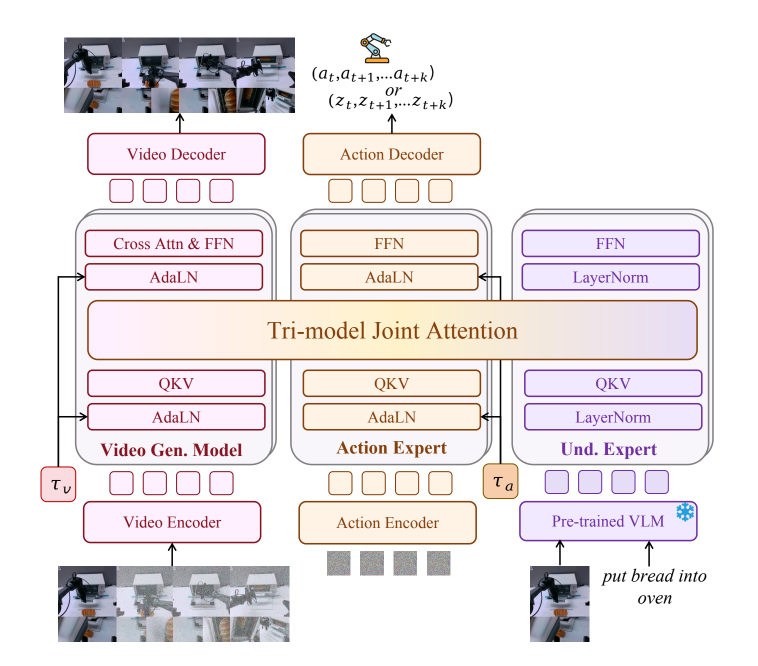 (a_t,a_{t+1},...a_{t+k})
or
(z_t,z_{t+1},...z_{t+k})
Video Decoder
Action Decoder
Cross Attn & FFN
FFN
FFN
AdaLN
AdaLN
LayerNorm
Tri-model Joint Attention
QKV
QKV
QKV
AdaLN
AdaLN
LayerNorm
Video Gen. Model
Action Expert
Und. Expert
τ_v
τ_a
Video Encoder
Action Encoder
Pre-trained VLM
put bread into
oven